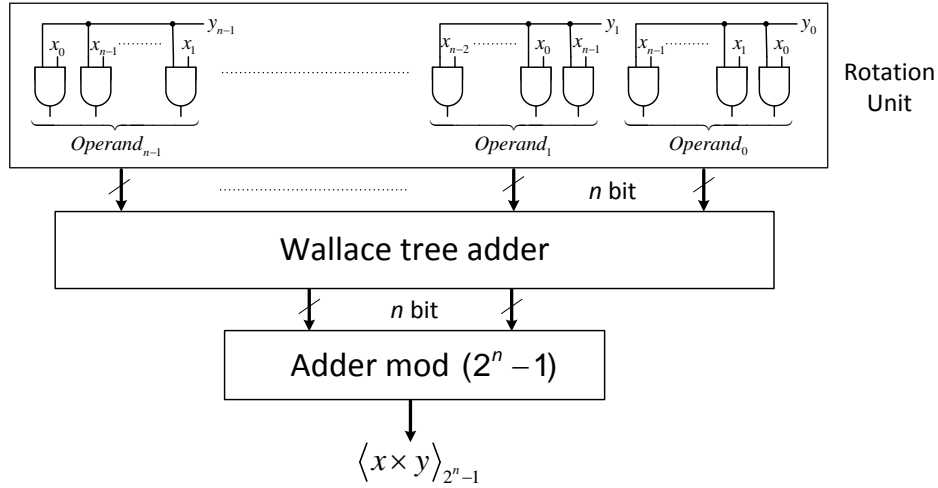 y_{n-1} y_1 y_0
x_0 x_{n-1} x_1 x_{n-2} x_0 x_{n-1} x_{n-1} x_1 x_0
Rotation
Unit
Operand_{n-1} Operand_1 Operand_0
n bit
Wallace tree adder
n bit
Adder mod (2^n − 1)
⟨x × y⟩_{2^n−1}